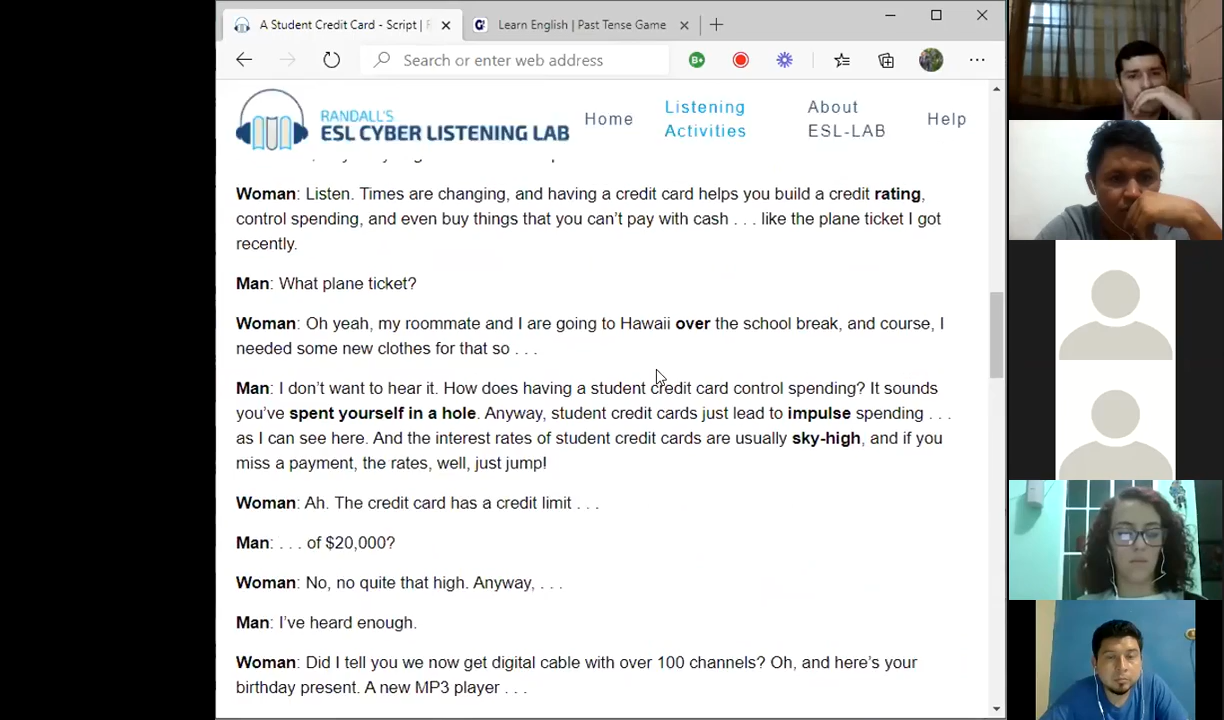 A Student Credit Card - Script |
Learn English | Past Tense Game
Search or enter web address
B+
RANDALL'S
ESL CYBER LISTENING LAB
Home
Listening
Activities
About
ESL-LAB
Help
Woman: Listen. Times are changing, and having a credit card helps you build a credit rating,
control spending, and even buy things that you can't pay with cash . . . like the plane ticket I got
recently.
Man: What plane ticket?
Woman: Oh yeah, my roommate and I are going to Hawaii over the school break, and course, I
needed some new clothes for that so . . .
Man: I don't want to hear it. How does having a student credit card control spending? It sounds
you've spent yourself in a hole. Anyway, student credit cards just lead to impulse spending . . .
as I can see here. And the interest rates of student credit cards are usually sky-high, and if you
miss a payment, the rates, well, just jump!
Woman: Ah. The credit card has a credit limit . . .
Man: . . . of $20,000?
Woman: No, no quite that high. Anyway, . . .
Man: I've heard enough.
Woman: Did I tell you we now get digital cable with over 100 channels? Oh, and here's your
birthday present. A new MP3 player . . .